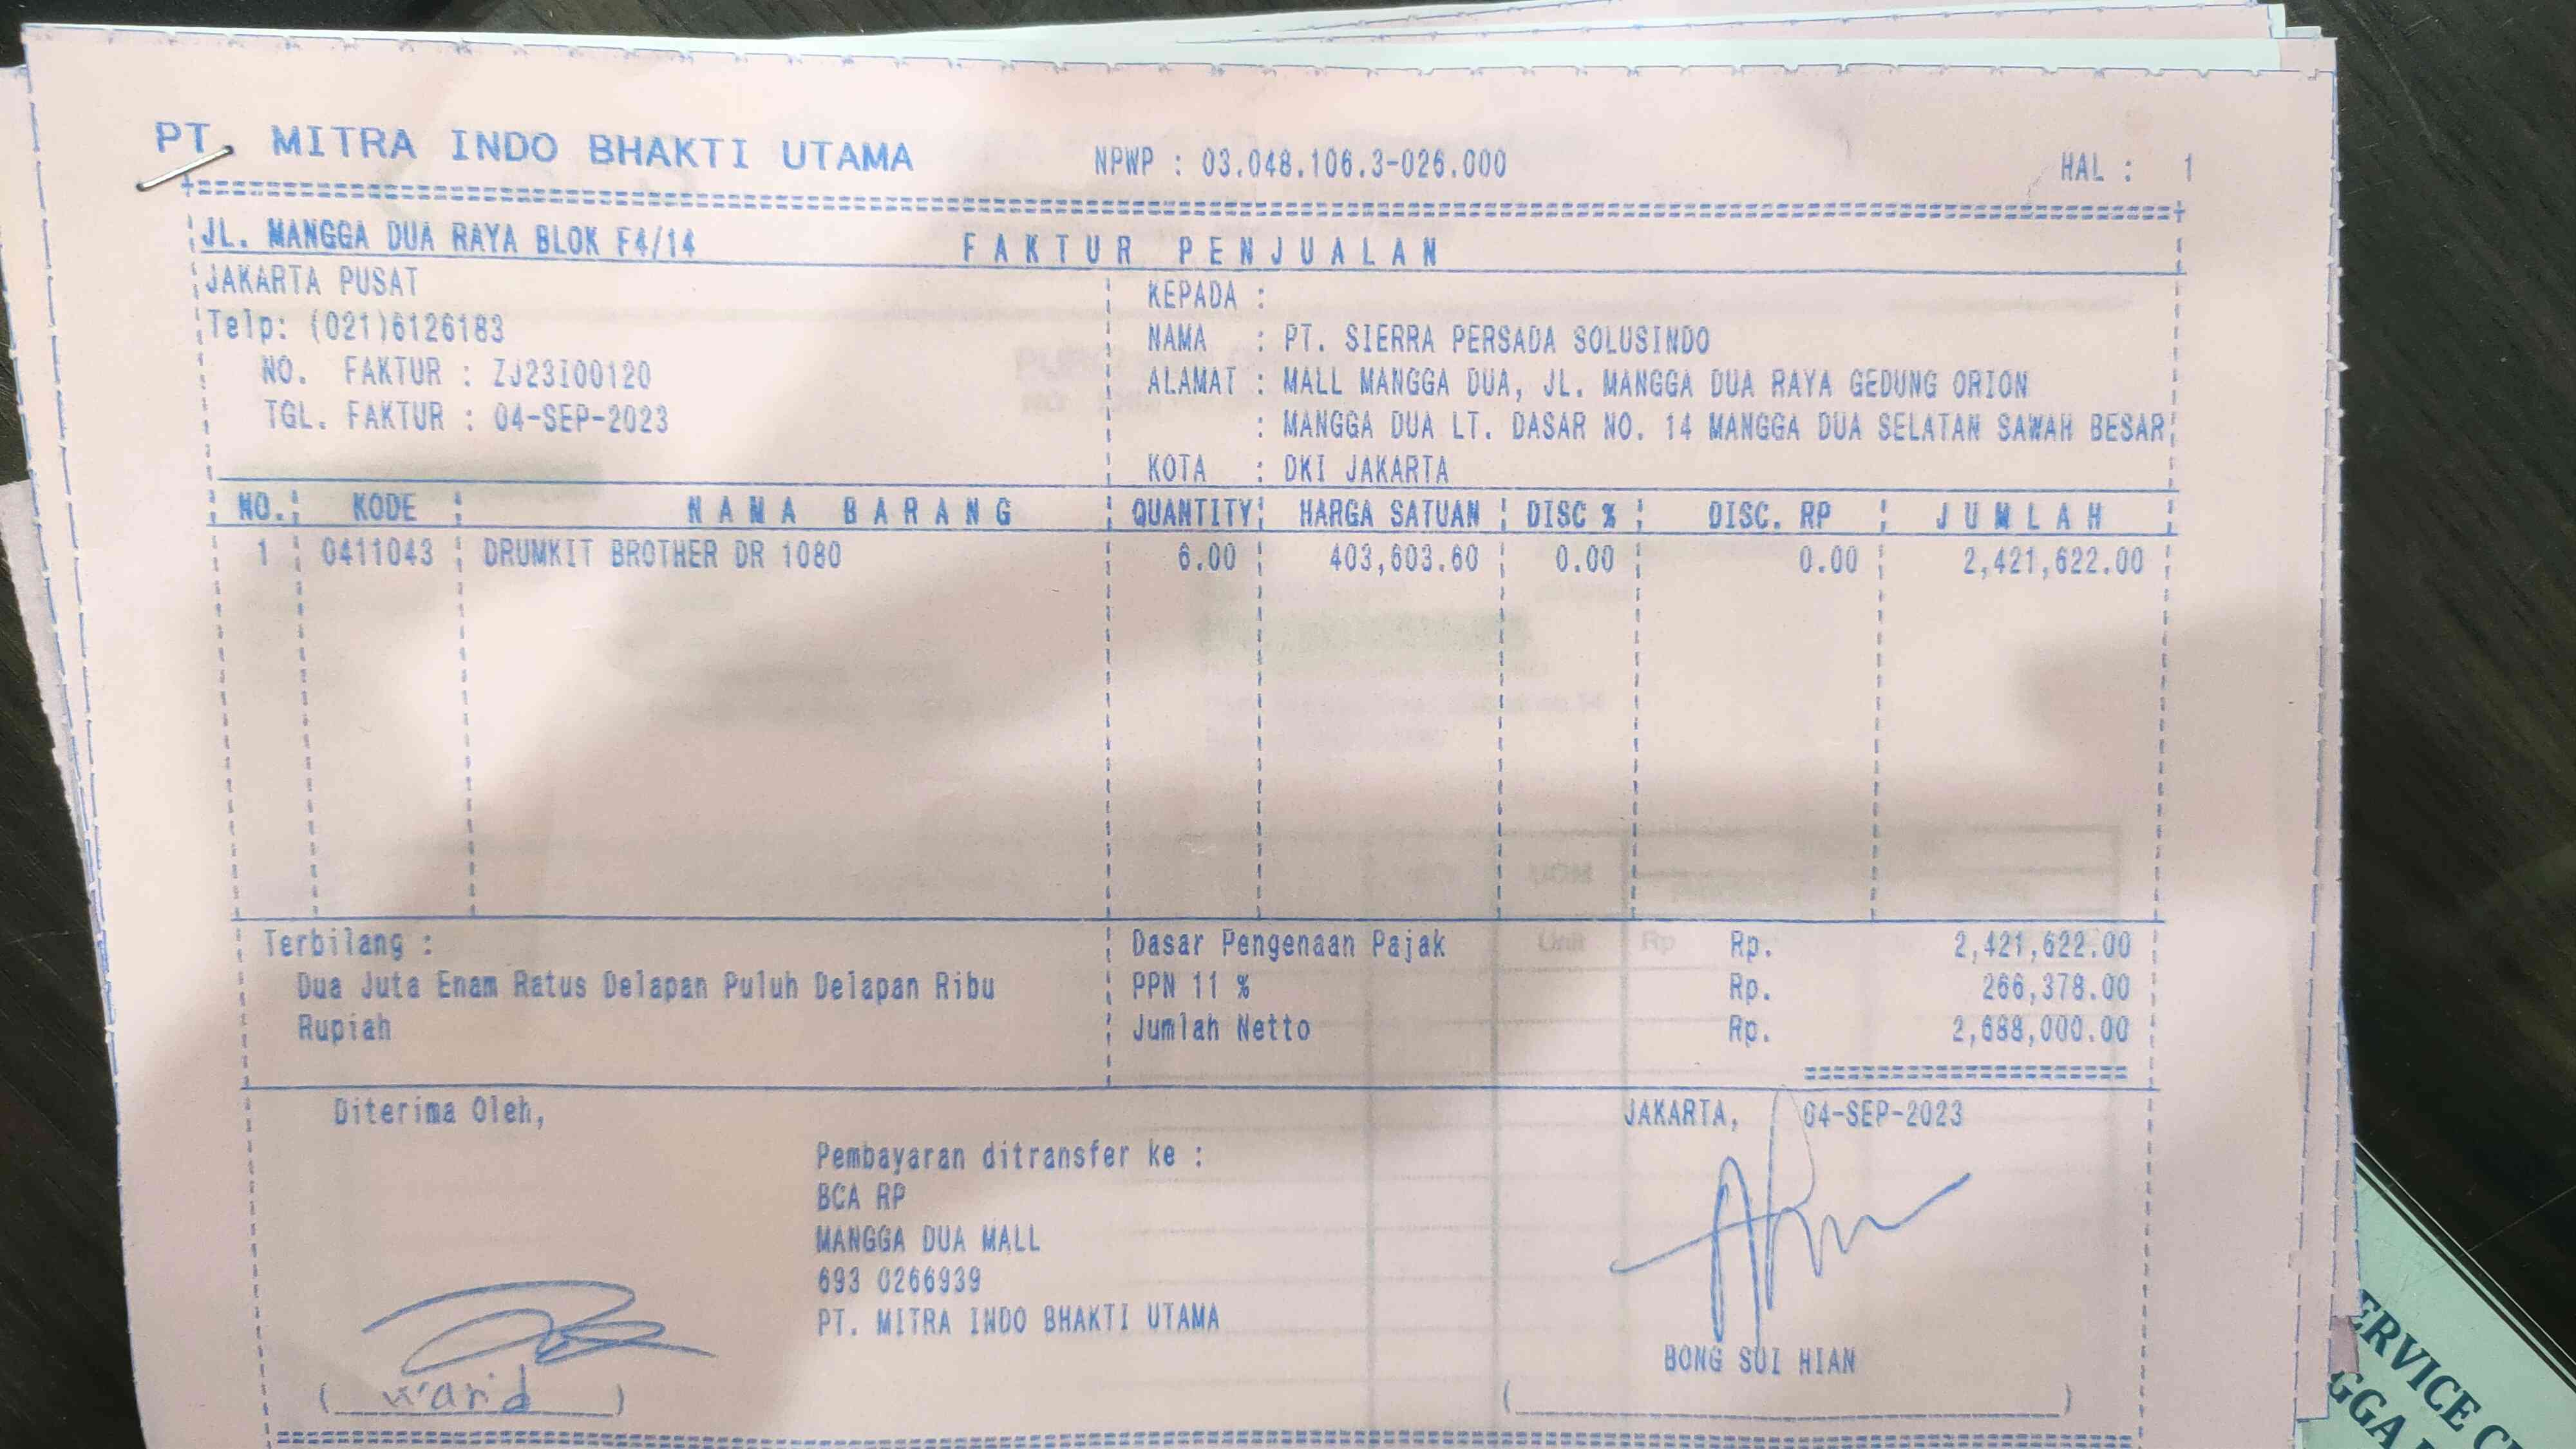 PT. MITRA INDO BHAKTI UTAMA NPWP : 03.048.106.3-026.000 HAL : 1
JL. MANGGA DUA RAYA BLOK F4/14 FAKTUR PENJUALAN
JAKARTA PUSAT
Telp: (021)6126183
NO. FAKTUR : ZJ23I00120
TGL. FAKTUR : 04-SEP-2023
KEPADA :
NAMA : PT. SIERRA PERSADA SOLUSINDO
ALAMAT : MALL MANGGA DUA, JL. MANGGA DUA RAYA GEDUNG ORION
: MANGGA DUA LT. DASAR NO. 14 MANGGA DUA SELATAN SAWAH BESAR
KOTA : DKI JAKARTA
NO. KODE NAMA BARANG QUANTITY HARGA SATUAN DISC % DISC. RP JUMLAH
1 0411043 DRUMKIT BROTHER DR 1080 6.00 403,603.60 0.00 0.00 2,421,622.00
Terbilang :
Dua Juta Enam Ratus Delapan Puluh Delapan Ribu
Rupiah
Dasar Pengenaan Pajak Rp. 2,421,622.00
PPN 11 % Rp. 266,378.00
Jumlah Netto Rp. 2,688,000.00
Diterima Oleh,
(warid)
Pembayaran ditransfer ke :
BCA RP
MANGGA DUA MALL
693 0266939
PT. MITRA INDO BHAKTI UTAMA
JAKARTA, 04-SEP-2023
BONG SUI HIAN